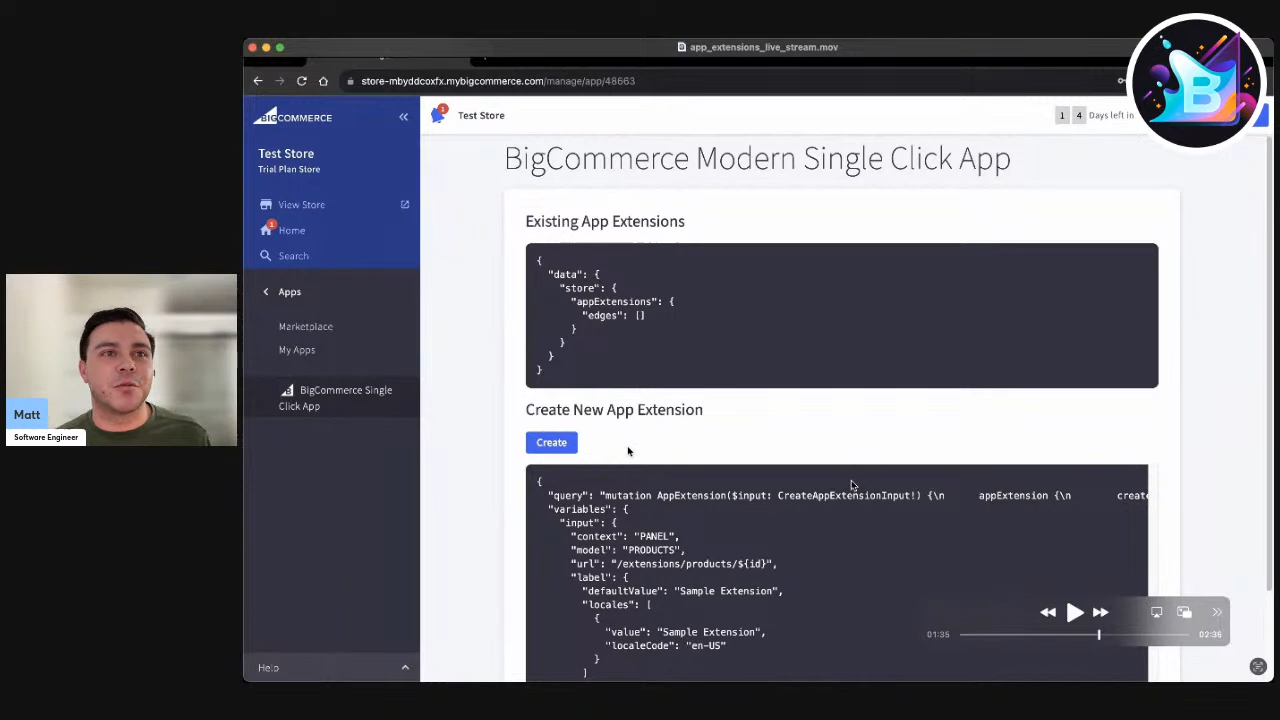 app_extensions_live_stream.mov
store-mbyddcoxfx.mybigcommerce.com/manage/app/48663
BIGCOMMERCE
1
Test Store
1 4 Days left in
B
Test Store
Trial Plan Store
View Store
1
Home
Search
Apps
Marketplace
My Apps
BigCommerce Single
Click App
Help
BigCommerce Modern Single Click App
Existing App Extensions
{
"data": {
"store": {
"appExtensions": {
"edges": []
}
}
}
}
Create New App Extension
Create
{
"query": "mutation AppExtension($input: CreateAppExtensionInput!) {\n appExtension {\n create
"variables": {
"input": {
"context": "PANEL",
"model": "PRODUCTS",
"url": "/extensions/products/${id}",
"label": {
"defaultValue": "Sample Extension",
"locales": [
{
"value": "Sample Extension",
"localeCode": "en-US"
}
]
01:35
02:36
Matt
Software Engineer